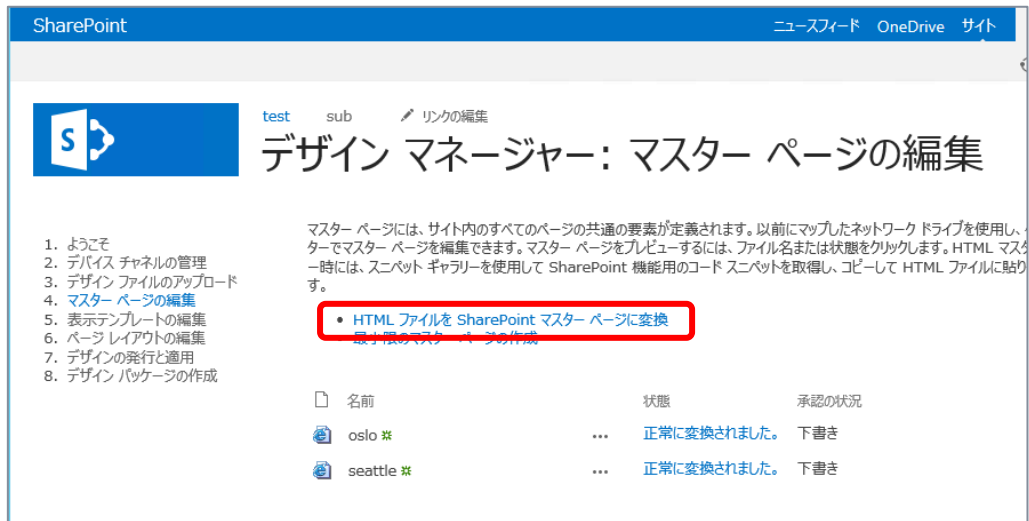 SharePoint
ニュースフィード OneDrive サイト
S
test sub リンクの編集
デザイン マネージャー: マスター ページの編集
1. ようこそ
2. デバイス チャネルの管理
3. デザイン ファイルのアップロード
4. マスター ページの編集
5. 表示テンプレートの編集
6. ページ レイアウトの編集
7. デザインの発行と適用
8. デザイン パッケージの作成
マスター ページには、サイト内のすべてのページの共通の要素が定義されます。以前にマップしたネットワーク ドライブを使用し、
ターでマスター ページを編集できます。マスター ページをプレビューするには、ファイル名または状態をクリックします。HTML マスタ
ー時には、スニペット ギャラリーを使用して SharePoint 機能用のコード スニペットを取得し、コピーして HTML ファイルに貼り
す。
• HTML ファイルを SharePoint マスター ページに変換
• 最小限のマスター ページの作成
名前 状態 承認の状況
oslo ... 正常に変換されました。 下書き
seattle ... 正常に変換されました。 下書き